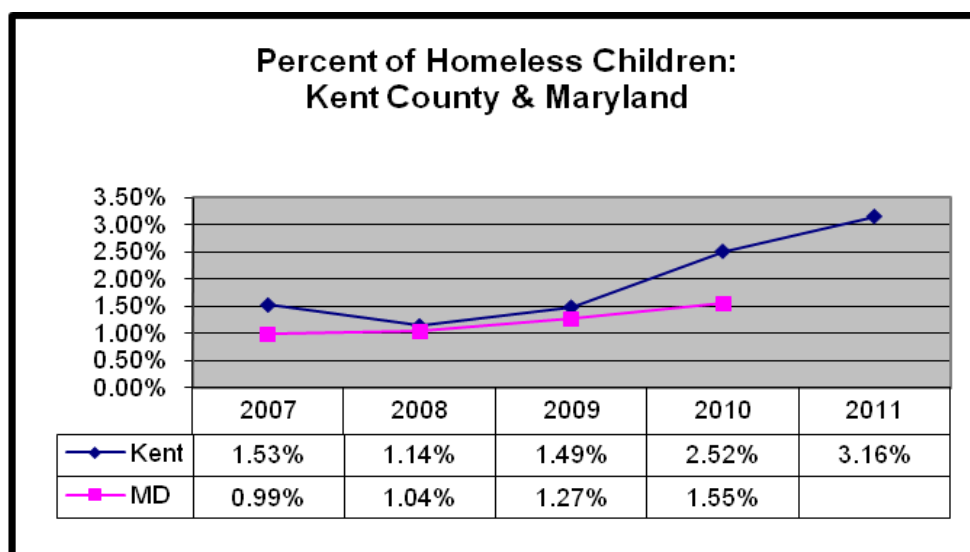 Percent of Homeless Children:
Kent County & Maryland
3.50%
3.00%
2.50%
2.00%
1.50%
1.00%
0.50%
0.00%
2007 2008 2009 2010 2011
Kent 1.53% 1.14% 1.49% 2.52% 3.16%
MD 0.99% 1.04% 1.27% 1.55%